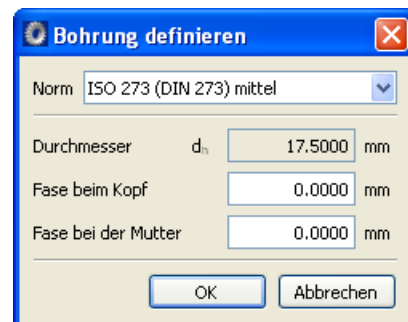 Bohrung definieren
Norm ISO 273 (DIN 273) mittel
Durchmesser dh 17.5000 mm
Fase beim Kopf 0.0000 mm
Fase bei der Mutter 0.0000 mm
OK Abbrechen